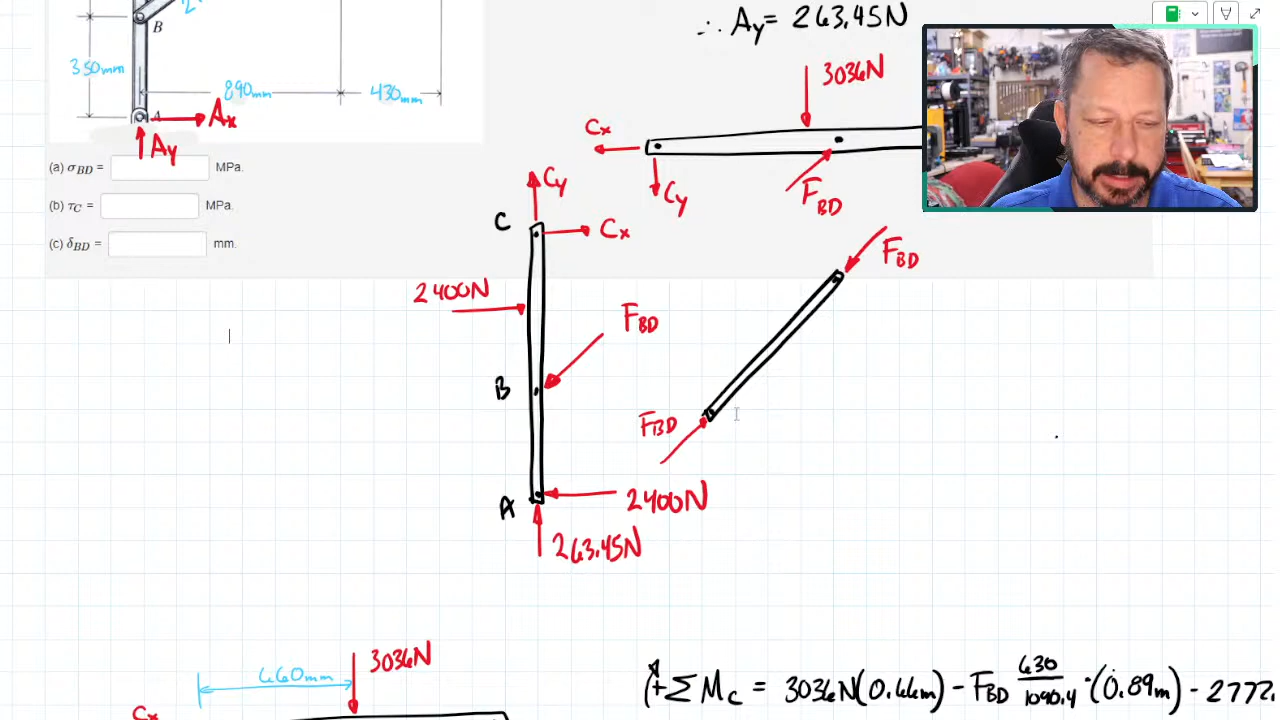 ∴ Ay = 263.45N
B
350mm
890mm
430mm
A
Ax
Ay
3036N
Cx
Cy
FBD
(a) σBD = MPa.
(b) τC = MPa.
(c) δBD = mm.
Cy
C
Cx
FBD
2400N
FBD
B
FBD
A
2400N
263.45N
660mm
3036N
Cx
+ Σ Mc = 3036N(0.66m) - FBD 630/1090.4 · (0.89m) - 2772.